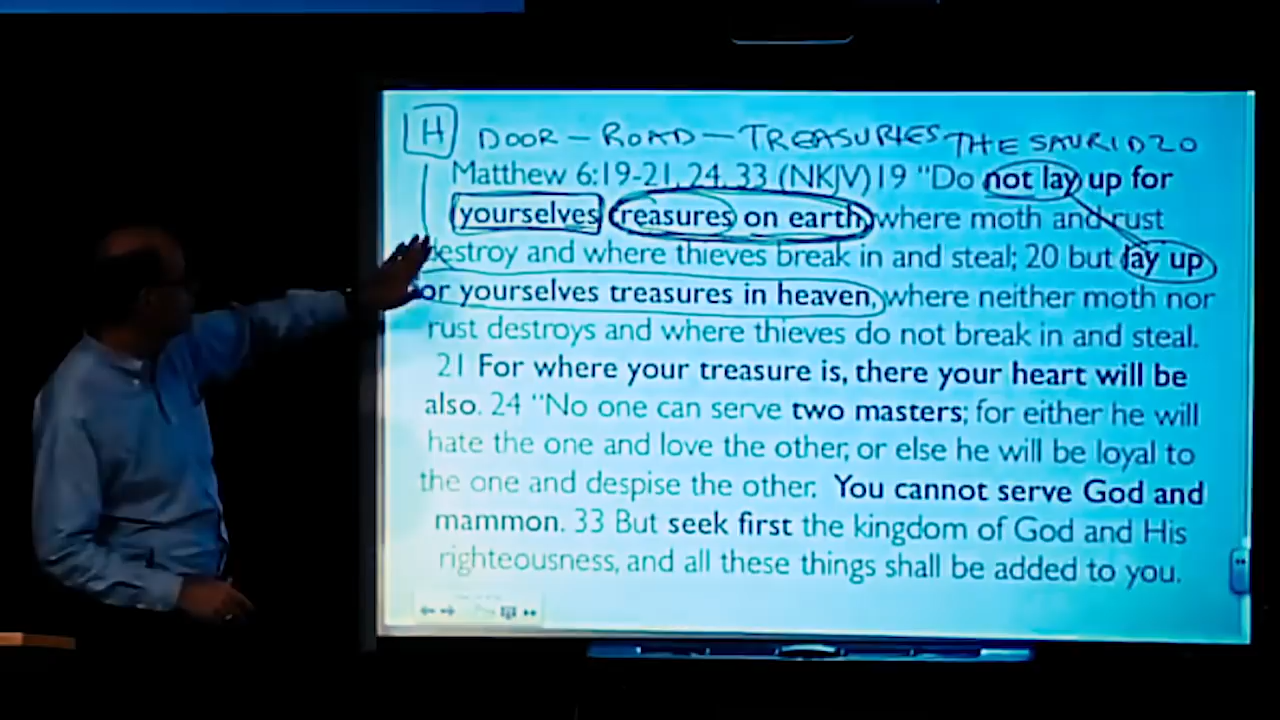 H DOOR – ROAD – TREASURIES THE SAURIDZO
Matthew 6:19-21, 24, 33 (NKJV)19 "Do not lay up for
yourselves treasures on earth, where moth and rust
destroy and where thieves break in and steal; 20 but lay up
for yourselves treasures in heaven, where neither moth nor
rust destroys and where thieves do not break in and steal.
21 For where your treasure is, there your heart will be
also. 24 "No one can serve two masters; for either he will
hate the one and love the other, or else he will be loyal to
the one and despise the other. You cannot serve God and
mammon. 33 But seek first the kingdom of God and His
righteousness, and all these things shall be added to you.